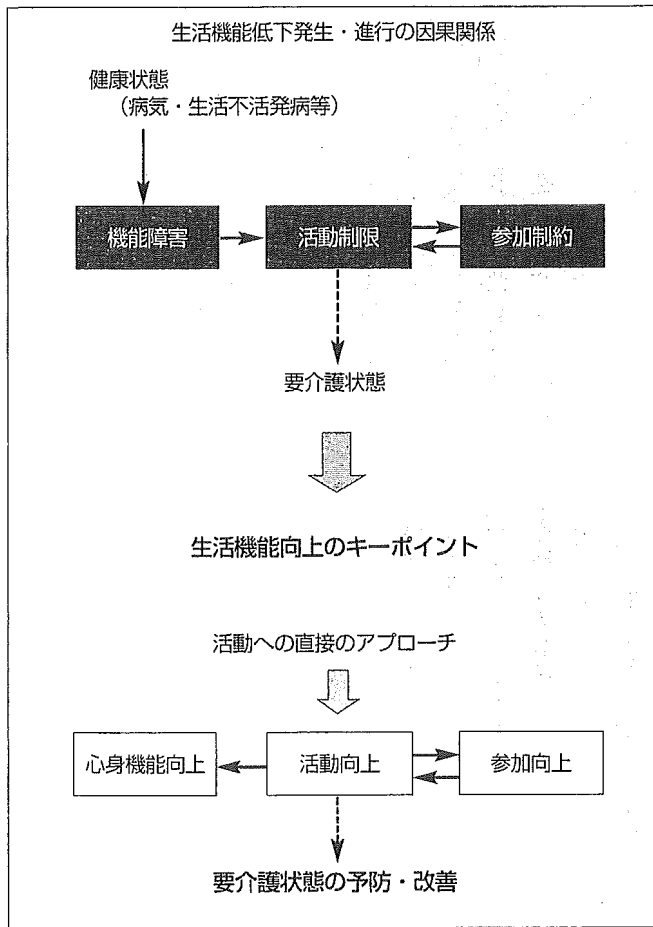 生活機能低下発生・進行の因果関係
健康状態
（病気・生活不活発病等）
機能障害
活動制限
参加制約
要介護状態
生活機能向上のキーポイント
活動への直接のアプローチ
心身機能向上
活動向上
参加向上
要介護状態の予防・改善